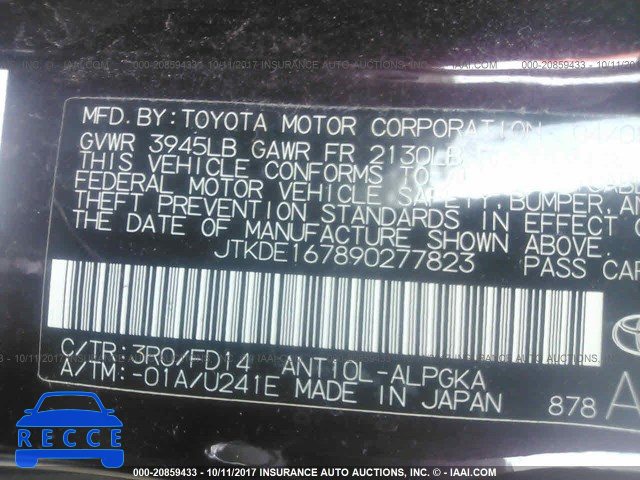 000-20859433 - 10/11/2017 INSURANCE AUTO AUCTIONS - © IAAI.COM
MFD. BY: TOYOTA MOTOR CORPORATION
GVWR 3945LB GAWR FR 2130LB
THIS VEHICLE CONFORMS TO
FEDERAL MOTOR VEHICLE SAFETY, BUMPER, AN
THEFT PREVENTION STANDARDS IN EFFECT O
THE DATE OF MANUFACTURE SHOWN ABOVE.
JTKDE167890277823 PASS CAR
C/TR: FD14 ANT10L-ALPGKA
A/TM: -01A/U241E MADE IN JAPAN 878 A
RECCE
000-20859433 - 10/11/2017 INSURANCE AUTO AUCTIONS - © IAAI.COM